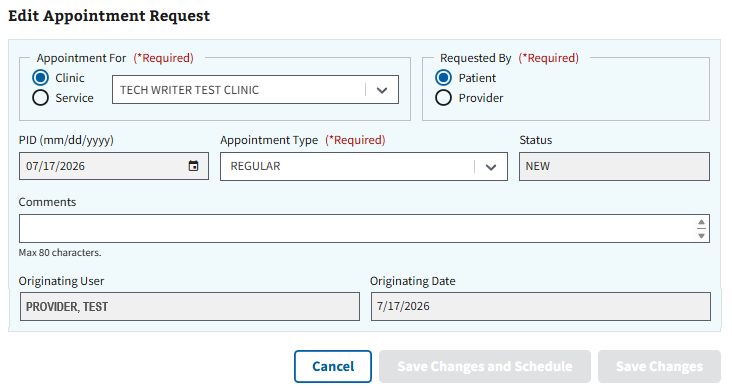 Edit Appointment Request
Appointment For (*Required)
Requested By (*Required)
Clinic
Service
TECH WRITER TEST CLINIC
Patient
Provider
PID (mm/dd/yyyy)
Appointment Type (*Required)
Status
07/17/2026
REGULAR
NEW
Comments
Max 80 characters.
Originating User
Originating Date
PROVIDER, TEST
7/17/2026
Cancel
Save Changes and Schedule
Save Changes